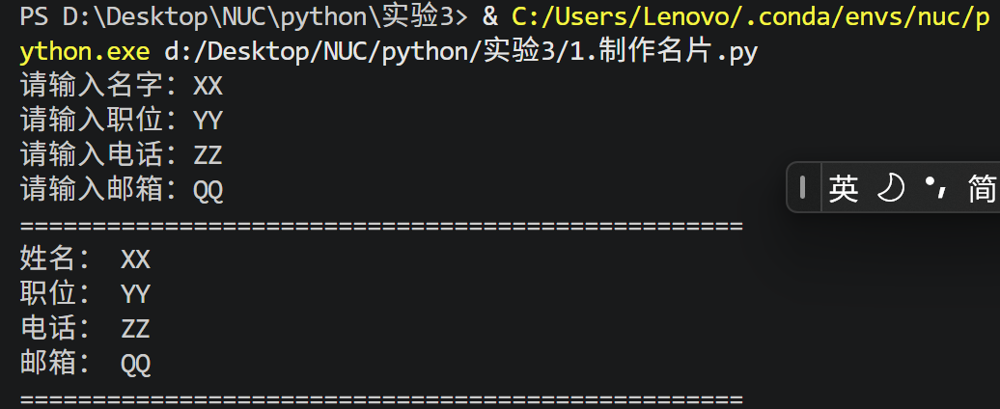 PS D:\Desktop\NUC\python\实验3> & C:/Users/Lenovo/.conda/envs/nuc/p
ython.exe d:/Desktop/NUC/python/实验3/1.制作名片.py
请输入名字：XX
请输入职位：YY
请输入电话：ZZ
请输入邮箱：QQ
英 简
==================================================
姓名： XX
职位： YY
电话： ZZ
邮箱： QQ
==================================================